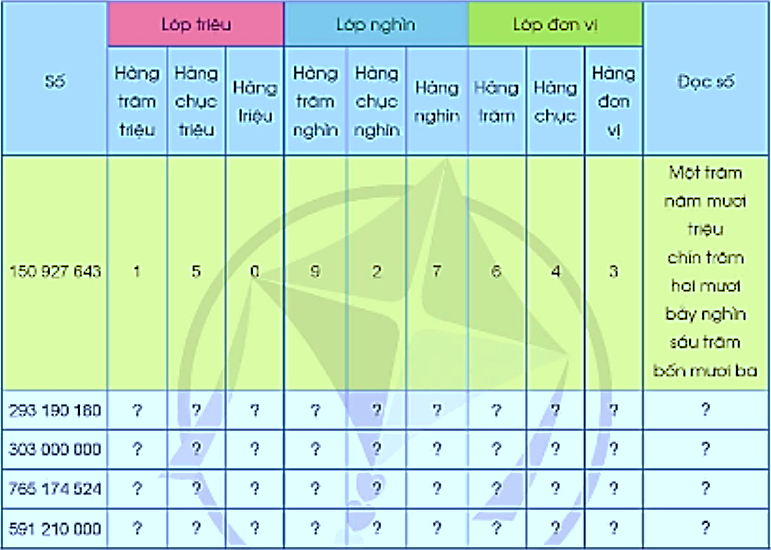 Số
Lớp triệu
Lớp nghìn
Lớp đơn vị
Đọc số
Hàng
trăm
triệu
Hàng
chục
triệu
Hàng
triệu
Hàng
trăm
nghìn
Hàng
chục
nghìn
Hàng
nghìn
Hàng
trăm
Hàng
chục
Hàng
đơn
vị
150 927 643 1 5 0 9 2 7 6 4 3
Một trăm
năm mươi
triệu
chín trăm
hai mươi
bảy nghìn
sáu trăm
bốn mươi ba
293 190 180 ? ? ? ? ? ? ? ? ? ?
303 000 000 ? ? ? ? ? ? ? ? ? ?
765 174 524 ? ? ? ? ? ? ? ? ? ?
591 210 000 ? ? ? ? ? ? ? ? ? ?